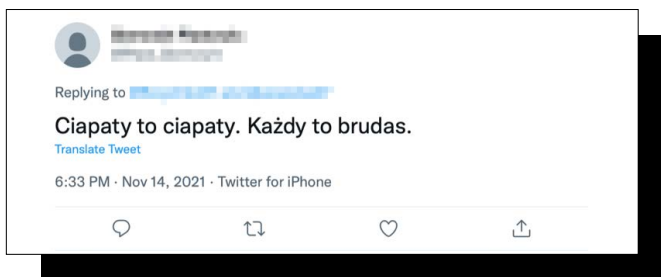 Replying to
Ciapaty to ciapaty. Każdy to brudas.
Translate Tweet
6:33 PM · Nov 14, 2021 · Twitter for iPhone